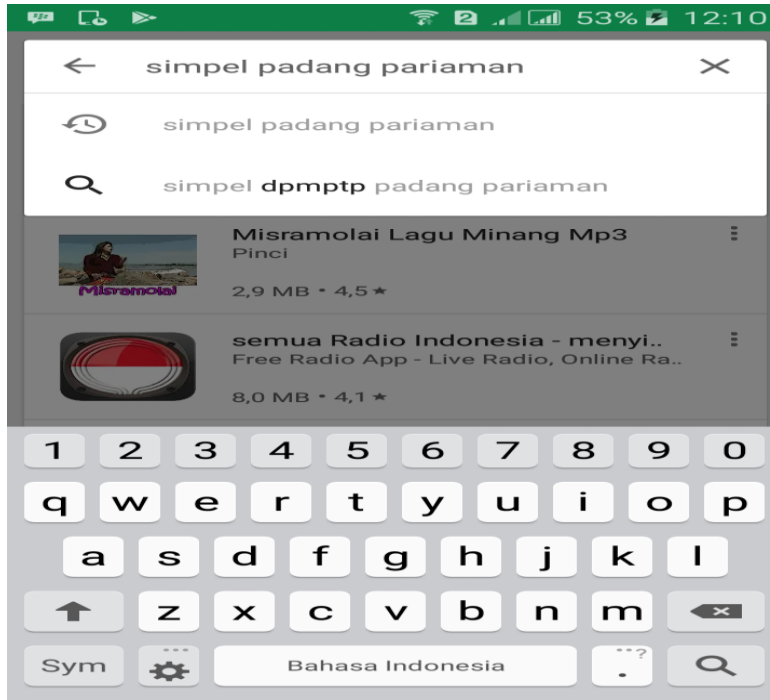 2 53% 12:10
simpel padang pariaman
simpel padang pariaman
simpel dpmptp padang pariaman
Misramolai Lagu Minang Mp3
Pinci
Misramolai
2,9 MB • 4,5★
semua Radio Indonesia - menyi..
Free Radio App - Live Radio, Online Ra..
8,0 MB • 4,1★
1 2 3 4 5 6 7 8 9 0
q w e r t y u i o p
a s d f g h j k l
z x c v b n m
Sym Bahasa Indonesia . ?